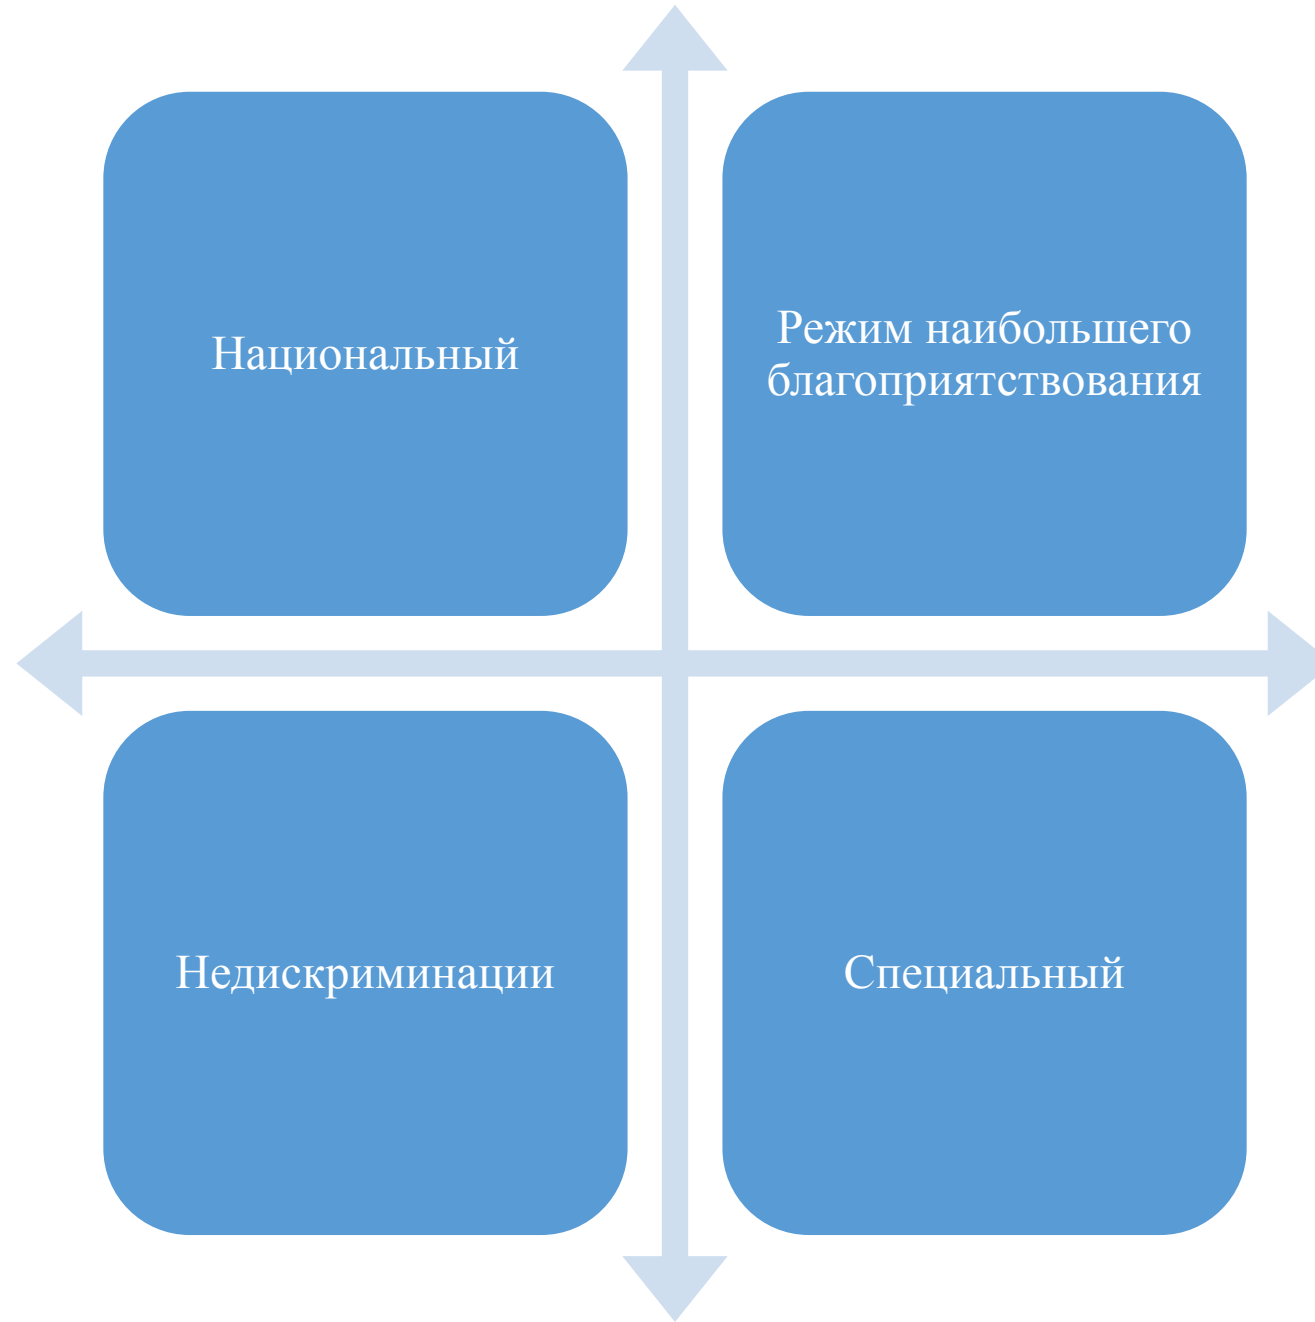 Национальный
Режим наибольшего
благоприятствования
Недискриминации
Специальный